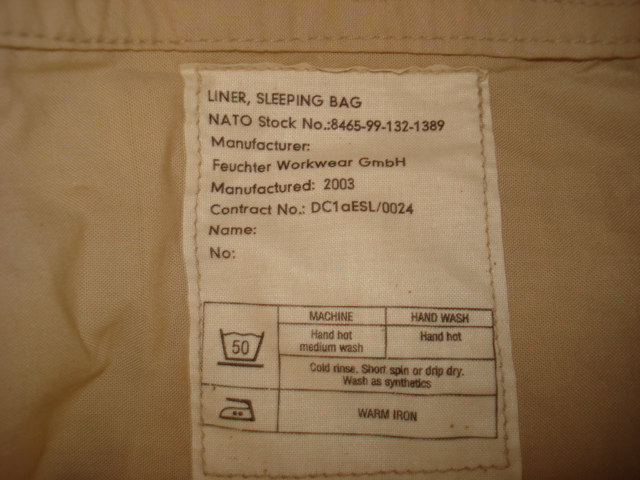 LINER, SLEEPING BAG
NATO Stock No.:8465-99-132-1389
Manufacturer:
Feuchter Workwear GmbH
Manufactured: 2003
Contract No.: DC1aESL/0024
Name:
No:
MACHINE HAND WASH
50
Hand hot
medium wash
Hand hot
Cold rinse. Short spin or drip dry.
Wash as synthetics
WARM IRON